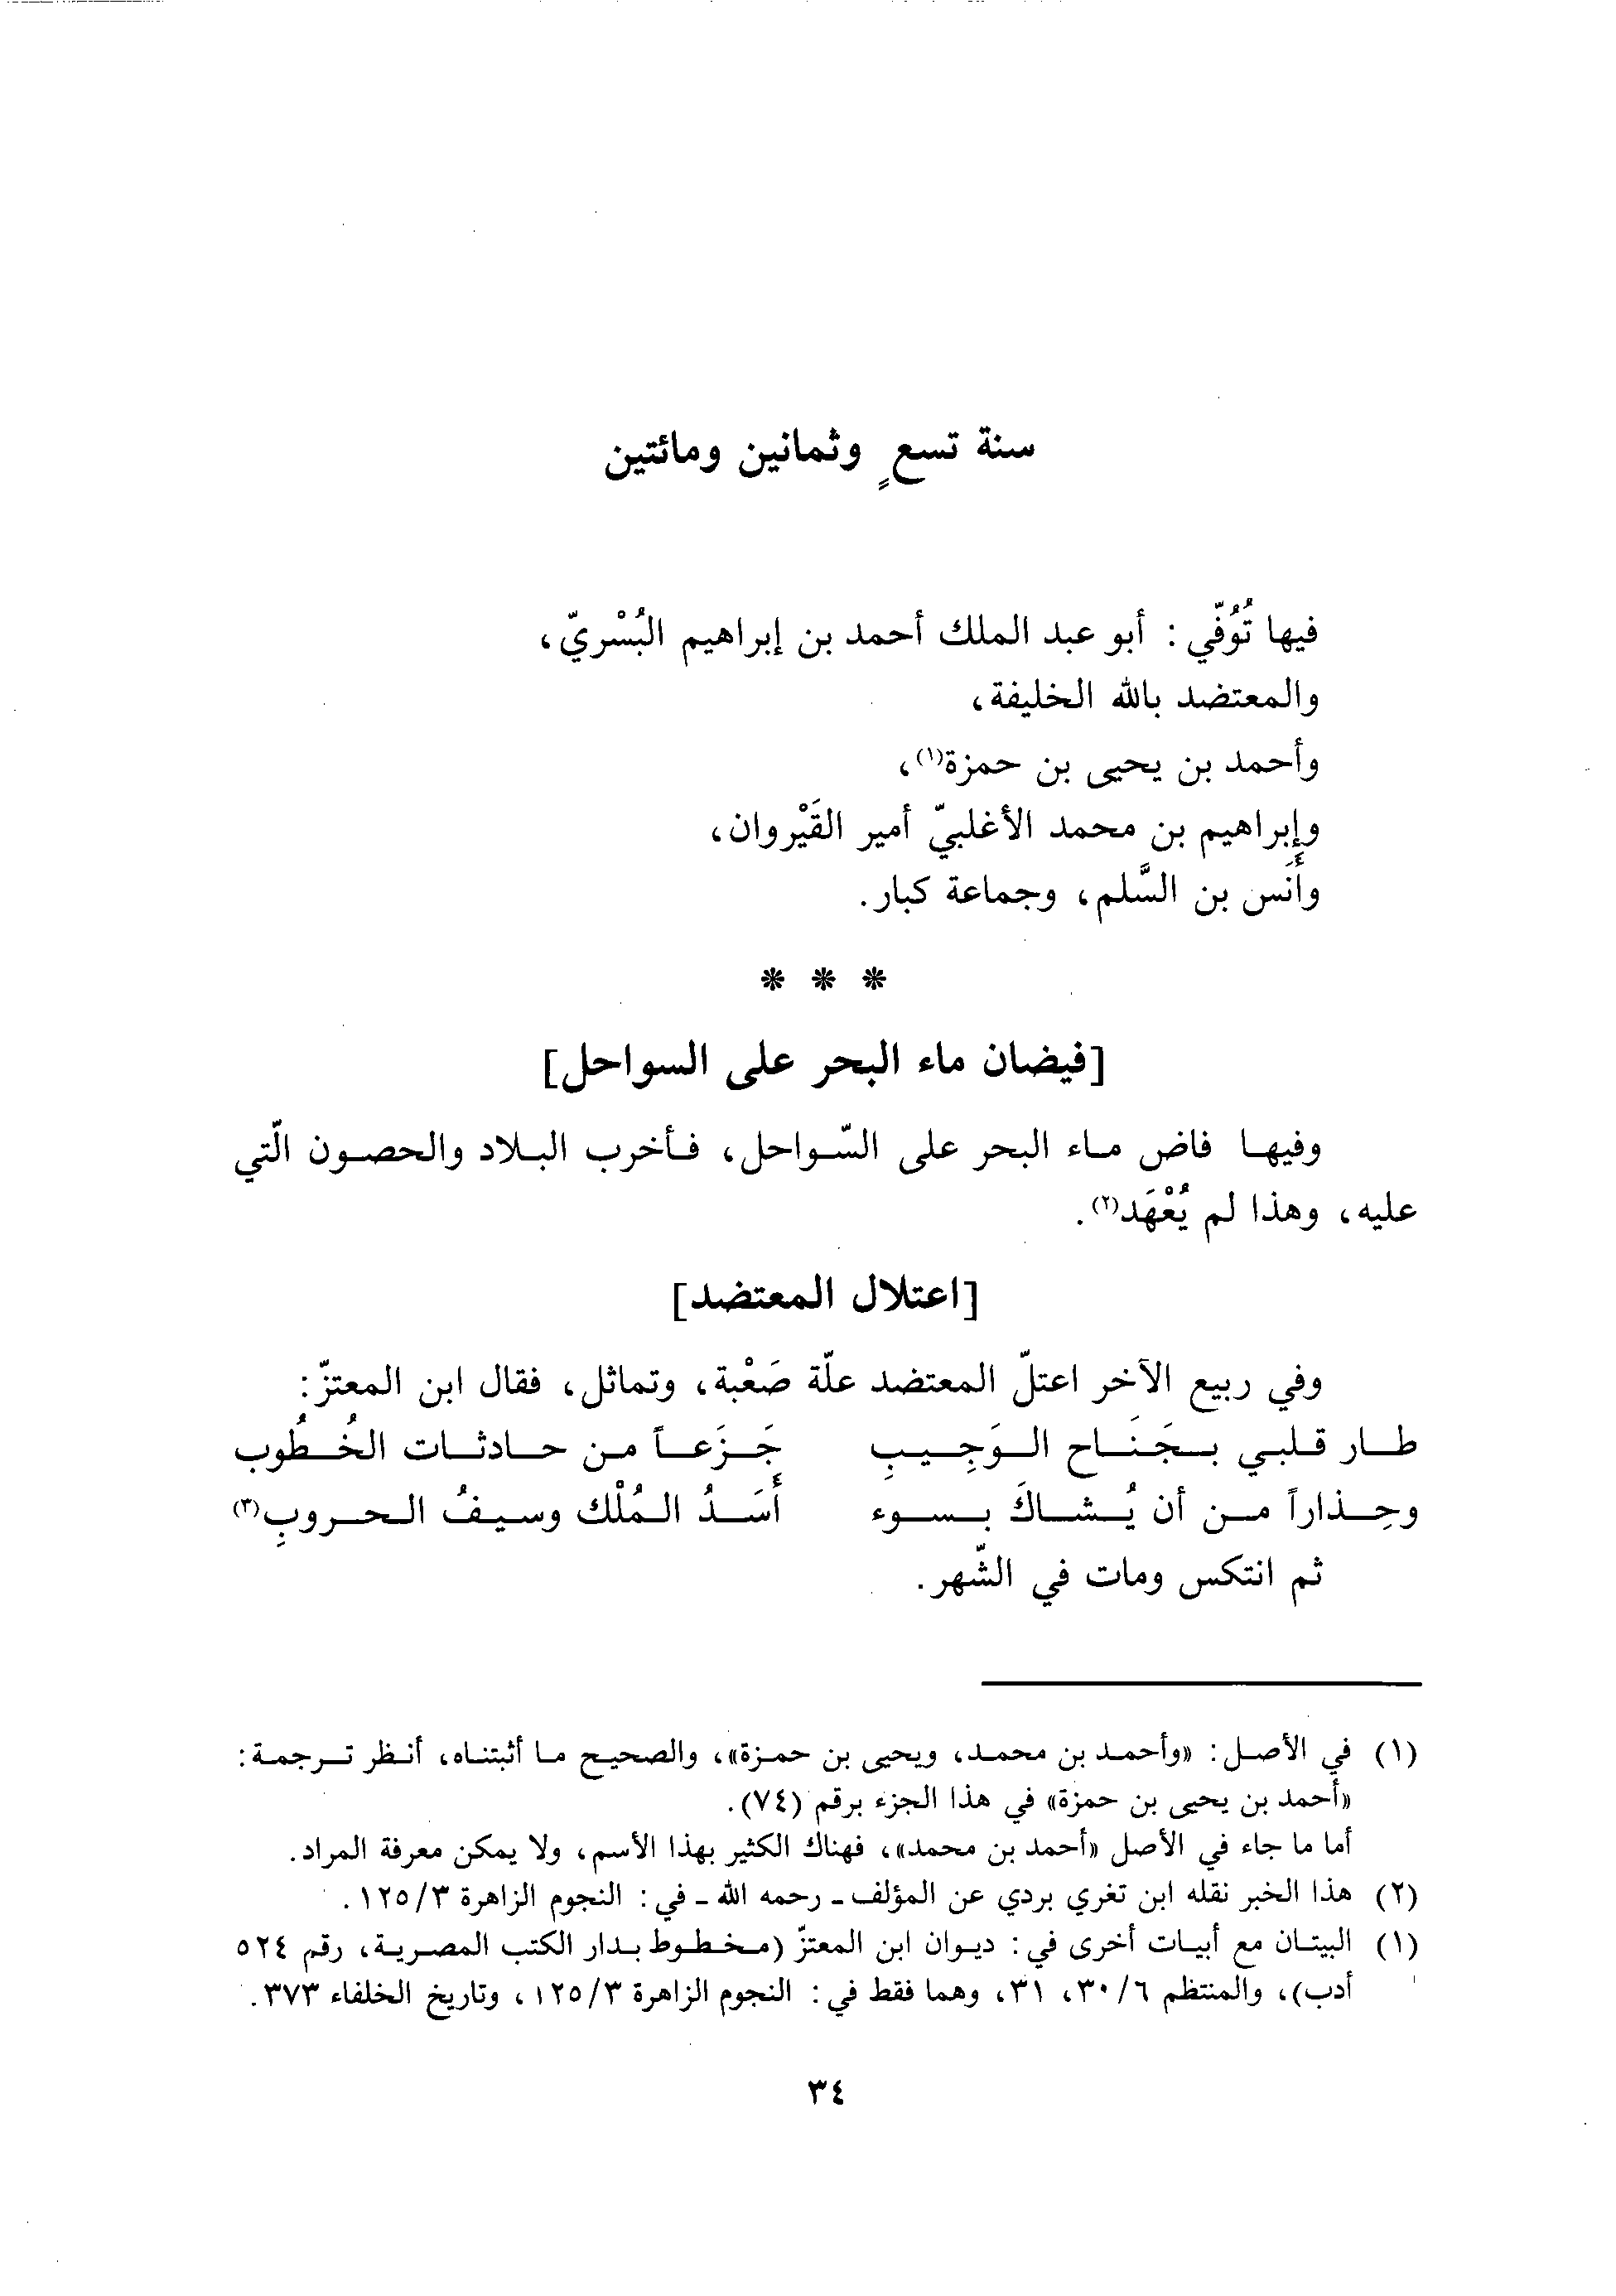 سنة تسعٍ وثمانين ومائتين
فيها تُوُفّي : أبو عبد الملك أحمد بن إبراهيم البُسْريّ،
والمعتضد بالله الخليفة،
وأحمد بن يحيى بن حمزة(١)،
وإبراهيم بن محمد الأغلبيّ أمير القَيْروان،
وأَنَس بن السَّلم، وجماعة كبار.
* * *
[فيضان ماء البحر على السواحل]
وفيها فاض ماء البحر على السّواحل، فأخرب البلاد والحصون الّتي
عليه، وهذا لم يُعْهَد(٢).
[اعتلال المعتضد]
وفي ربيع الآخر اعتلّ المعتضد علّة صَعْبة، وتماثل، فقال ابن المعتزّ:
طار قلبي بجَنَاح الوَجِيبِ جَزَعاً من حادثات الخُطُوب
وحِذاراً من أن يُشاكَ بسوء أَسَدُ المُلْك وسيفُ الحروبِ(٣)
ثم انتكس ومات في الشّهر.
(١) في الأصل: «وأحمد بن محمد، ويحيى بن حمزة»، والصحيح ما أثبتناه، أنظر ترجمة:
«أحمد بن يحيى بن حمزة» في هذا الجزء برقم (٧٤).
أما ما جاء في الأصل «أحمد بن محمد»، فهناك الكثير بهذا الأسم، ولا يمكن معرفة المراد.
(٢) هذا الخبر نقله ابن تغري بردي عن المؤلف ـ رحمه الله ـ في : النجوم الزاهرة ١٢٥/٣.
(١) البيتان مع أبيات أخرى في : ديوان ابن المعتزّ (مخطوط بدار الكتب المصرية، رقم ٥٢٤
أدب)، والمنتظم ٣٠/٦، ٣١، وهما فقط في : النجوم الزاهرة ١٢٥/٣، وتاريخ الخلفاء ٣٧٣.
٣٤